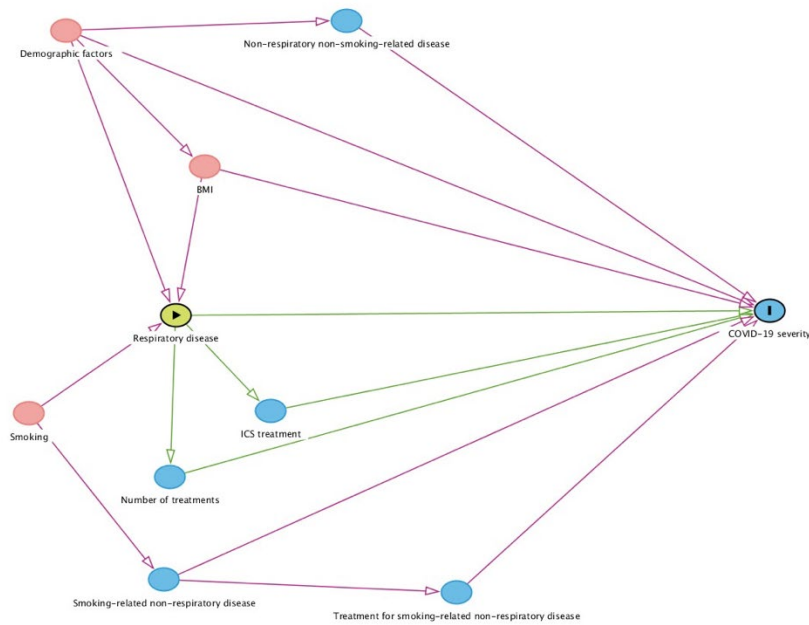 Non-respiratory non-smoking-related disease
Demographic factors
BMI
COVID-19 severity
Respiratory disease
ICS treatment
Smoking
Number of treatments
Smoking-related non-respiratory disease
Treatment for smoking-related non-respiratory disease